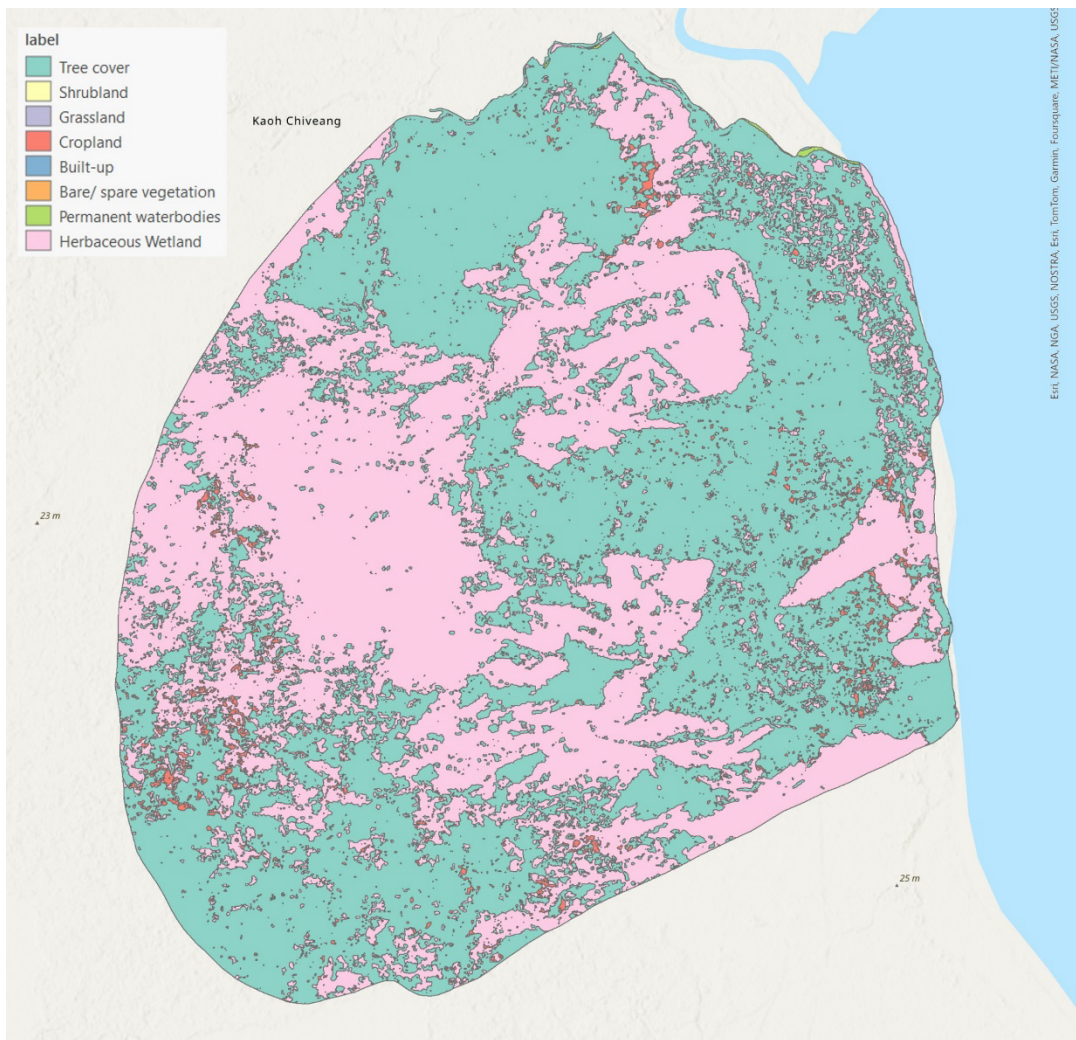 label
Tree cover
Shrubland
Grassland
Cropland
Built-up
Bare/ spare vegetation
Permanent waterbodies
Herbaceous Wetland
Kaoh Chiveang
23 m
25 m
Esri, NASA, NGA, USGS, NOSTRA, Esri, TomTom, Garmin, Foursquare, METI/NASA, USGS